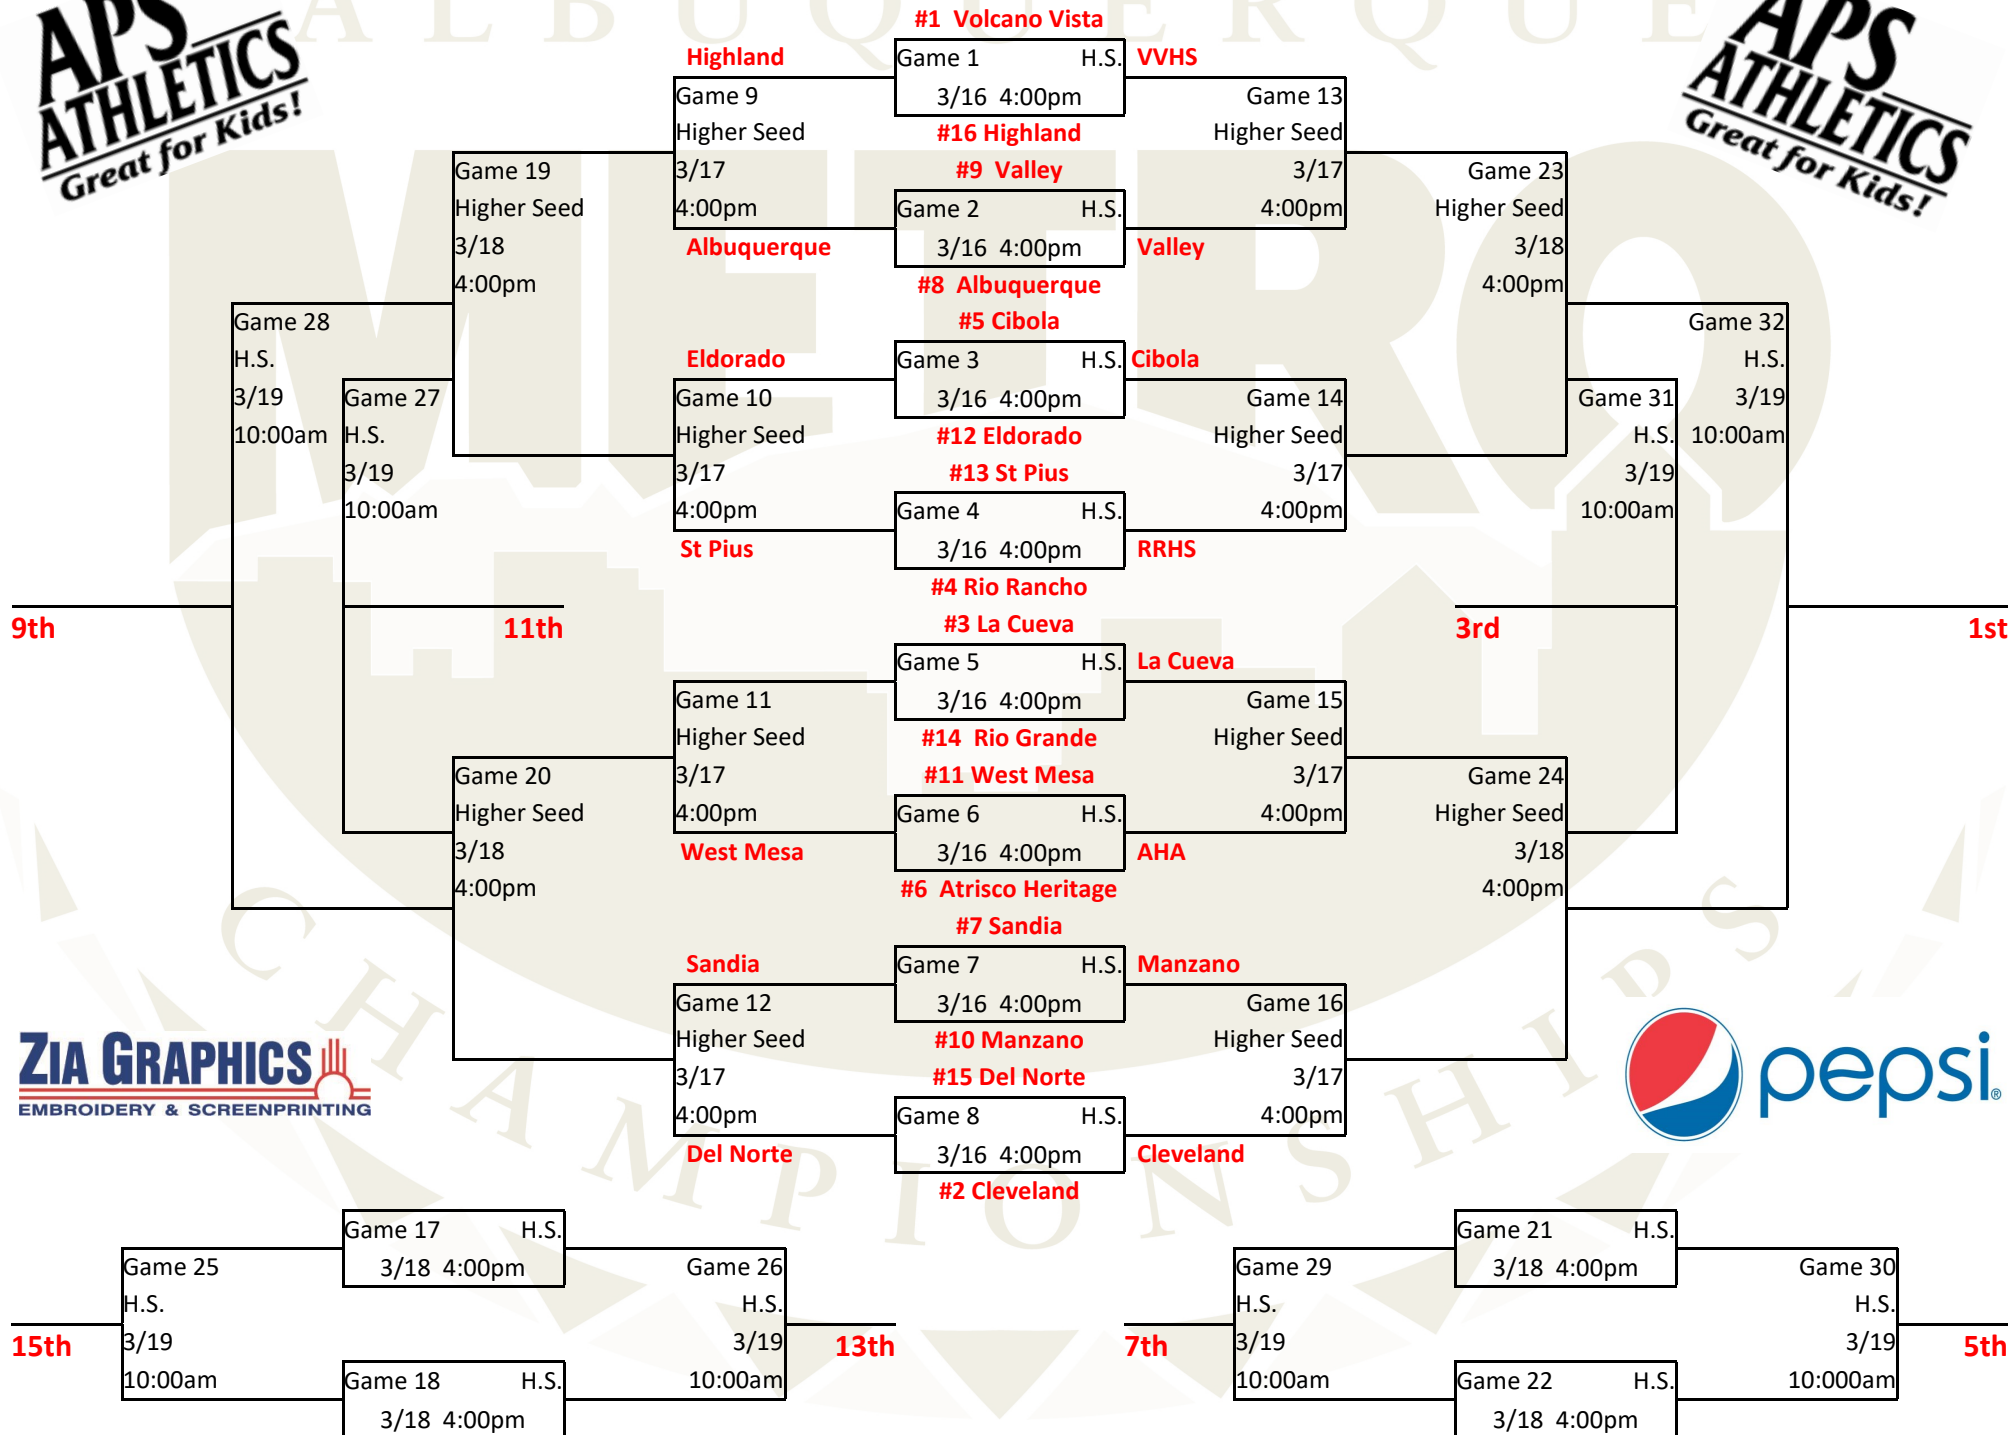 ALBUQUERQUE
METRO
CHAMPIONSHIPS
APS
ATHLETICS
Great for Kids!
APS
ATHLETICS
Great for Kids!
#1 Volcano Vista
Game 1 H.S.
3/16 4:00pm
#16 Highland
#9 Valley
Game 2 H.S.
3/16 4:00pm
#8 Albuquerque
#5 Cibola
Game 3 H.S.
3/16 4:00pm
#12 Eldorado
#13 St Pius
Game 4 H.S.
3/16 4:00pm
#4 Rio Rancho
#3 La Cueva
Game 5 H.S.
3/16 4:00pm
#14 Rio Grande
#11 West Mesa
Game 6 H.S.
3/16 4:00pm
#6 Atrisco Heritage
#7 Sandia
Game 7 H.S.
3/16 4:00pm
#10 Manzano
#15 Del Norte
Game 8 H.S.
3/16 4:00pm
#2 Cleveland
Highland
Game 9
Higher Seed
3/17
4:00pm
Albuquerque
Eldorado
Game 10
Higher Seed
3/17
4:00pm
St Pius
Game 11
Higher Seed
3/17
4:00pm
West Mesa
Sandia
Game 12
Higher Seed
3/17
4:00pm
Del Norte
VVHS
Game 13
Higher Seed
3/17
4:00pm
Valley
Cibola
Game 14
Higher Seed
3/17
4:00pm
RRHS
La Cueva
Game 15
Higher Seed
3/17
4:00pm
AHA
Manzano
Game 16
Higher Seed
3/17
4:00pm
Cleveland
Game 19
Higher Seed
3/18
4:00pm
Game 20
Higher Seed
3/18
4:00pm
Game 28
H.S.
3/19
10:00am
Game 27
H.S.
3/19
10:00am
9th
11th
Game 23
Higher Seed
3/18
4:00pm
Game 24
Higher Seed
3/18
4:00pm
Game 31
H.S.
3/19
10:00am
Game 32
H.S.
3/19
10:00am
3rd
1st
ZIA GRAPHICS
EMBROIDERY & SCREENPRINTING
pepsi®
Game 17 H.S.
3/18 4:00pm
Game 25
H.S.
3/19
10:00am
15th
Game 26
H.S.
3/19
10:00am
13th
Game 18 H.S.
3/18 4:00pm
Game 21 H.S.
3/18 4:00pm
Game 29
H.S.
3/19
10:00am
7th
Game 30
H.S.
3/19
10:000am
5th
Game 22 H.S.
3/18 4:00pm